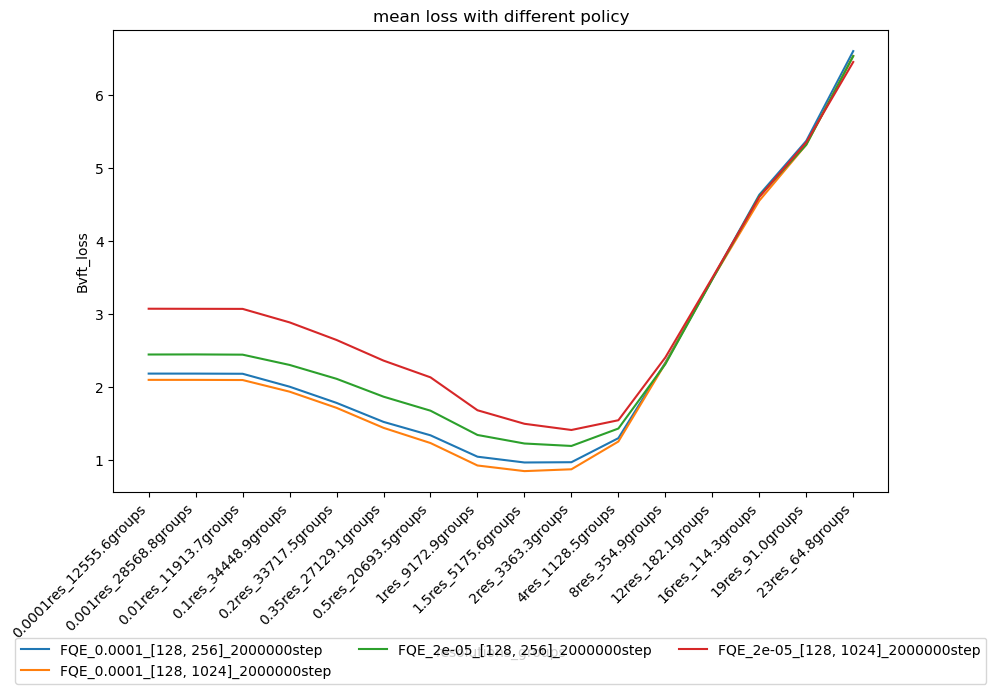 mean loss with different policy
Bvft_loss
6
5
4
3
2
1
0.0001res_12555.6groups
0.001res_28568.8groups
0.01res_11913.7groups
0.1res_34448.9groups
0.2res_33717.5groups
0.35res_27129.1groups
0.5res_20693.5groups
1res_9172.9groups
1.5res_5175.6groups
2res_3363.3groups
4res_1128.5groups
8res_354.9groups
12res_182.1groups
16res_114.3groups
19res_91.0groups
23res_64.8groups
FQE_0.0001_[128, 256]_2000000step
FQE_0.0001_[128, 1024]_2000000step
FQE_2e-05_[128, 256]_2000000step
FQE_2e-05_[128, 1024]_2000000step